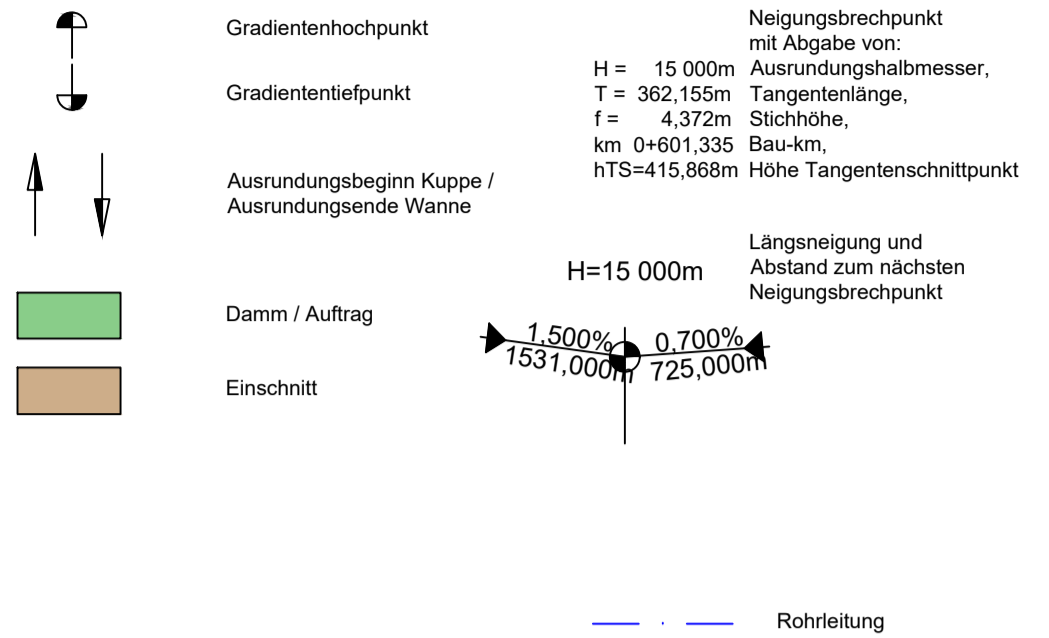 Gradientenhochpunkt
Gradiententiefpunkt
Ausrundungsbeginn Kuppe /
Ausrundungsende Wanne
Damm / Auftrag
Einschnitt
Neigungsbrechpunkt
mit Abgabe von:
H = 15 000m Ausrundungshalbmesser,
T = 362,155m Tangentenlänge,
f = 4,372m Stichhöhe,
km 0+601,335 Bau-km,
hTS=415,868m Höhe Tangentenschnittpunkt
Längsneigung und
Abstand zum nächsten
Neigungsbrechpunkt
H=15 000m
1,500% 0,700%
1531,000m 725,000m
Rohrleitung